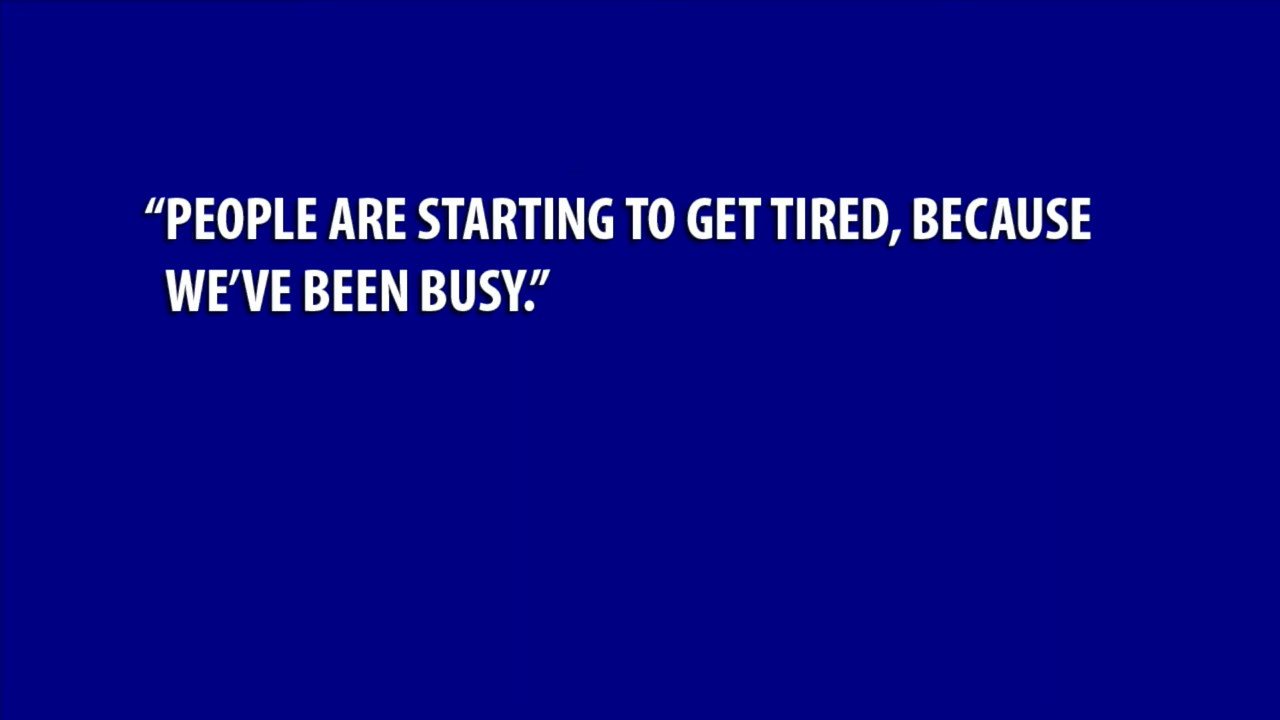 “PEOPLE ARE STARTING TO GET TIRED, BECAUSE
WE’VE BEEN BUSY.”